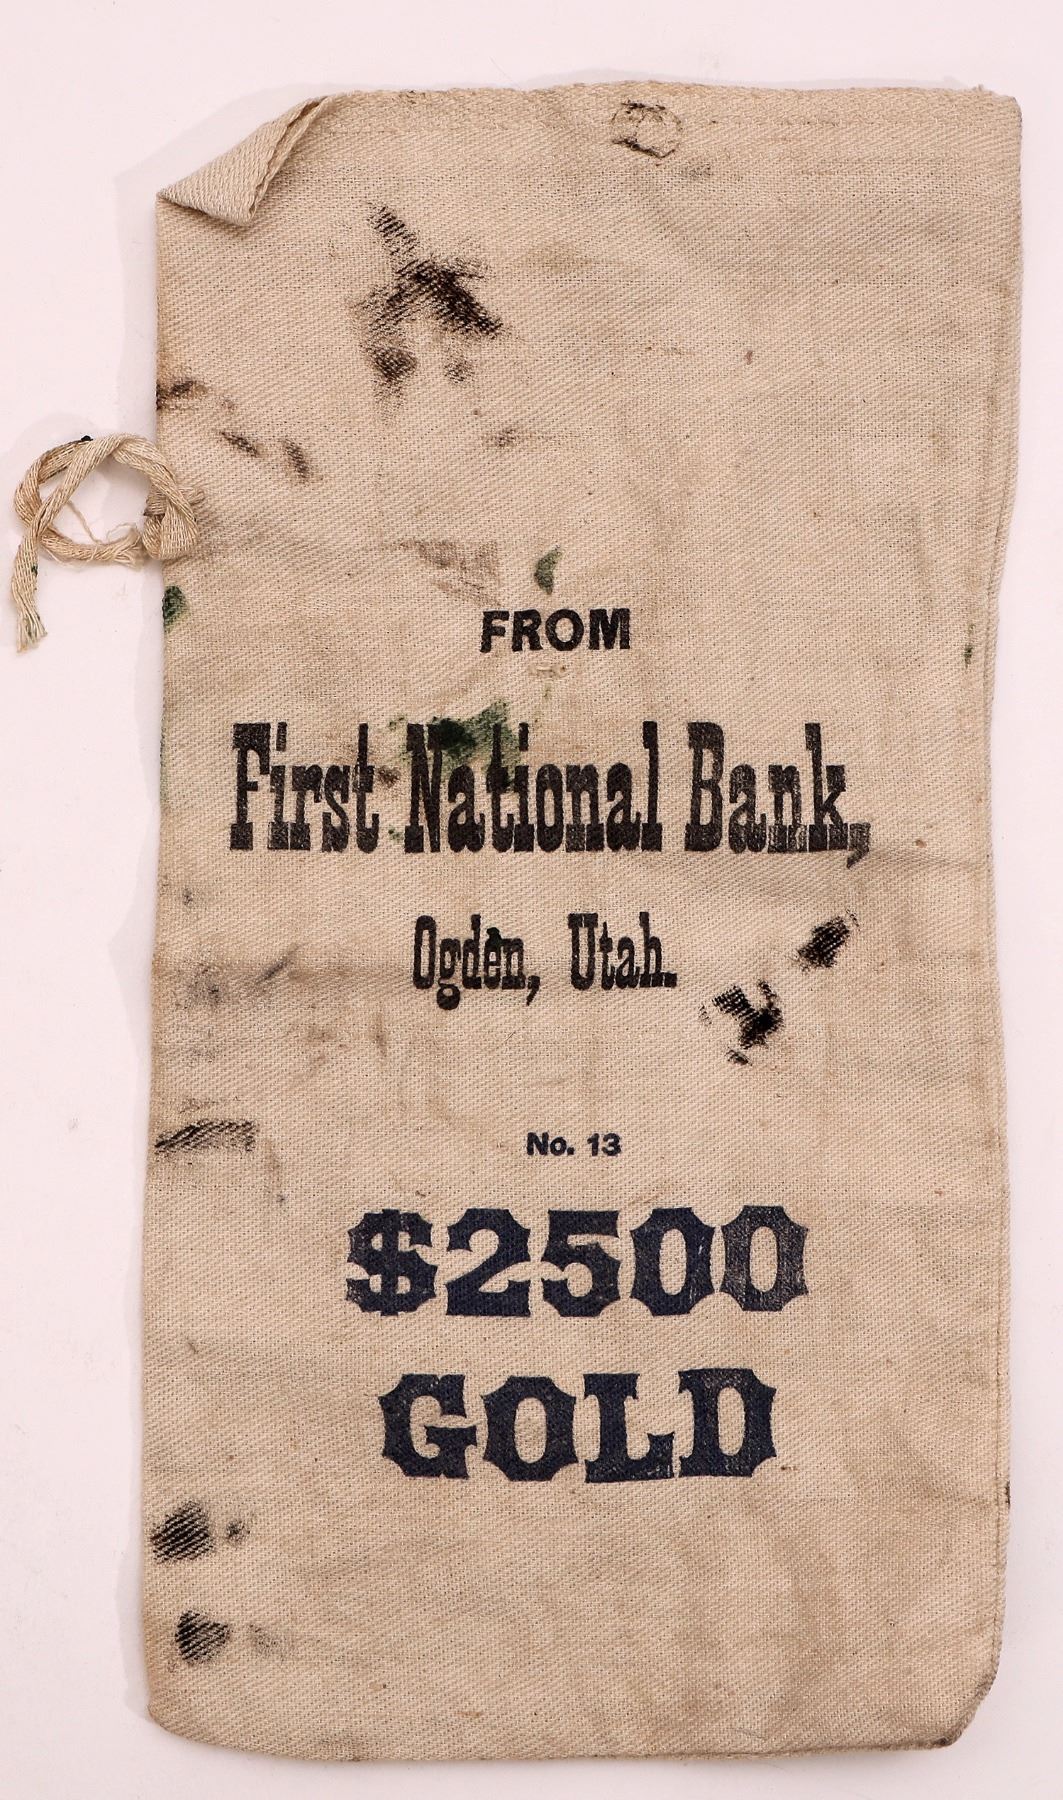 FROM
First National Bank,
Ogden, Utah.
No. 13
$2500
GOLD